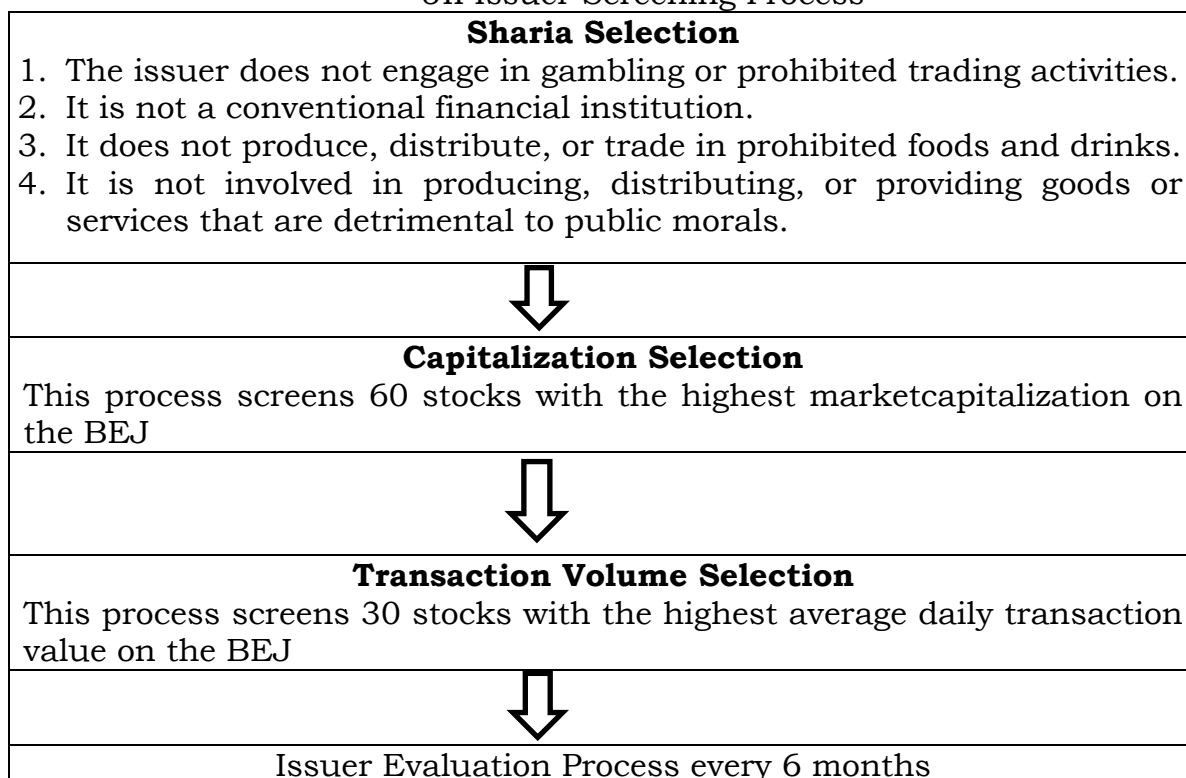 JII Issuer Screening Process
Sharia Selection
1. The issuer does not engage in gambling or prohibited trading activities.
2. It is not a conventional financial institution.
3. It does not produce, distribute, or trade in prohibited foods and drinks.
4. It is not involved in producing, distributing, or providing goods or
services that are detrimental to public morals.
Capitalization Selection
This process screens 60 stocks with the highest marketcapitalization on
the BEJ
Transaction Volume Selection
This process screens 30 stocks with the highest average daily transaction
value on the BEJ
Issuer Evaluation Process every 6 months